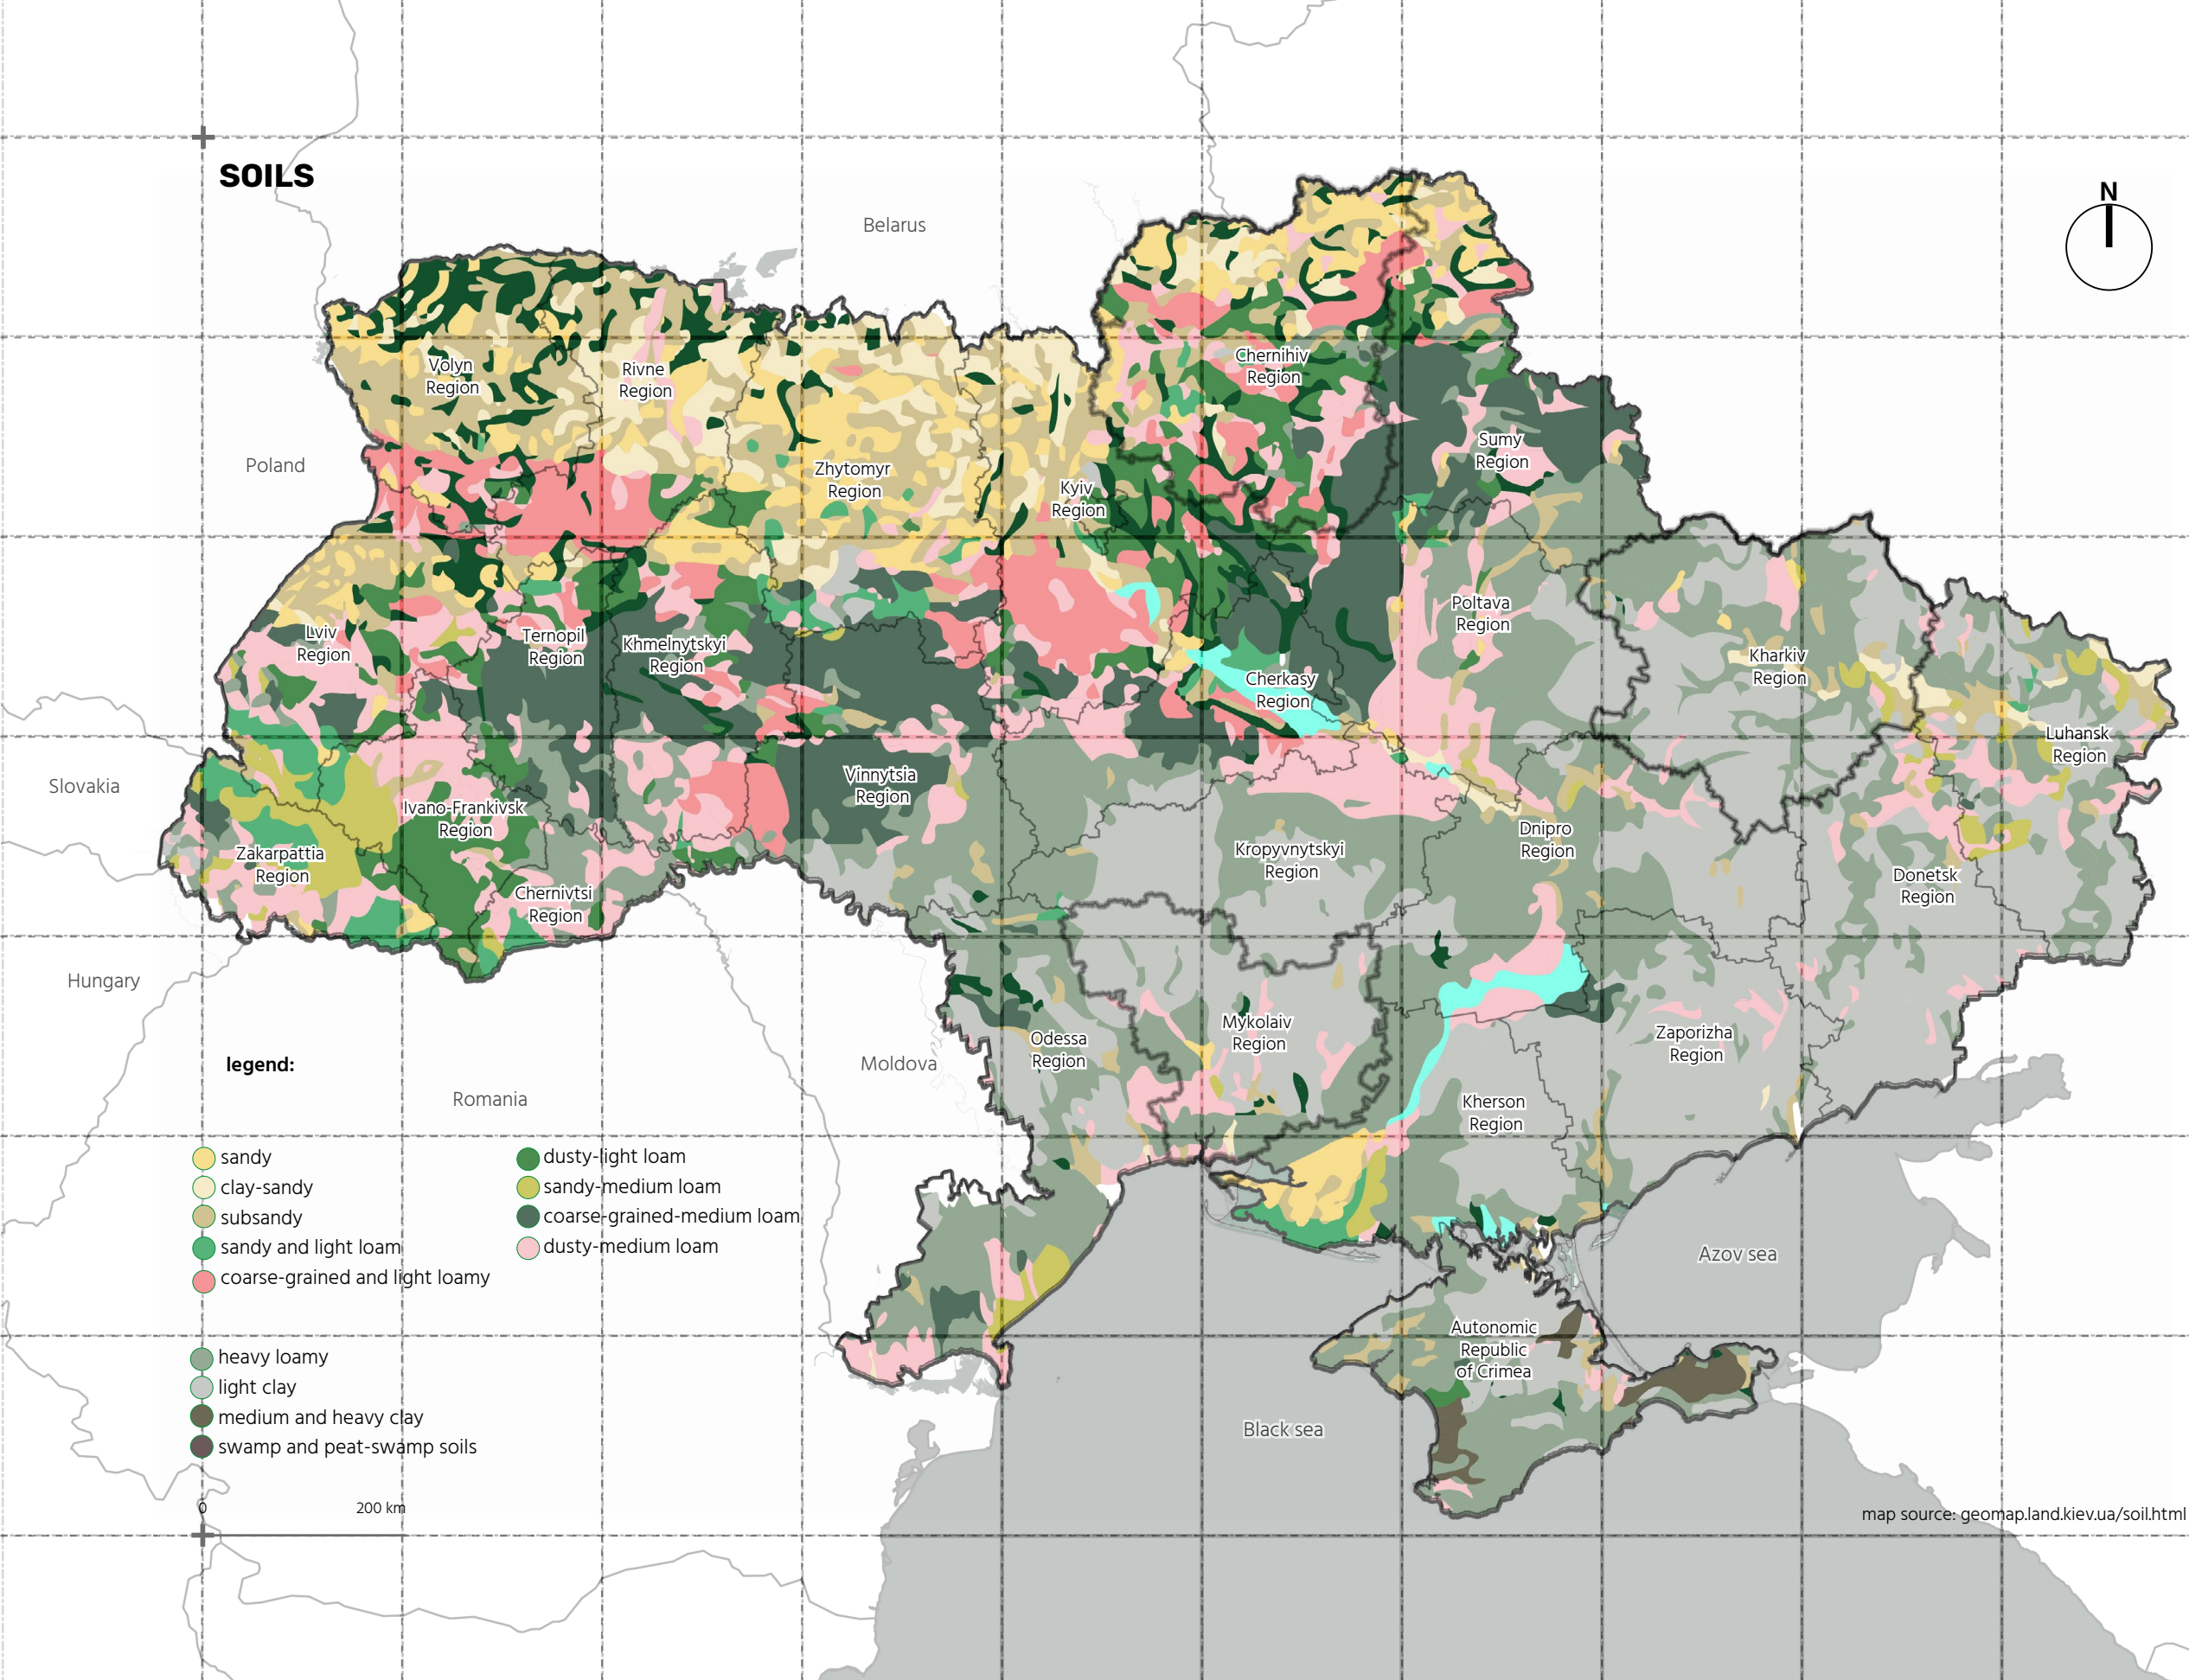 SOILS
N
Belarus
Chernihiv
Region
Volyn
Region
Rivne
Region
Sumy
Region
Poland
Zhytomyr
Region
Kyiv
Region
Poltava
Region
Lviv
Region
Ternopil
Region
Khmelnytskyi
Region
Kharkiv
Region
Cherkasy
Region
Luhansk
Region
Slovakia
Vinnytsia
Region
Ivano-Frankivsk
Region
Dnipro
Region
Kropyvnytskyi
Region
Zakarpattia
Region
Donetsk
Region
Chernivtsi
Region
Hungary
Mykolaiv
Region
Zaporizha
Region
Odessa
Region
Moldova
legend:
Romania
Kherson
Region
sandy
clay-sandy
subsandy
sandy and light loam
coarse-grained and light loamy
dusty-light loam
sandy-medium loam
coarse-grained-medium loam
dusty-medium loam
Azov sea
heavy loamy
light clay
medium and heavy clay
swamp and peat-swamp soils
Autonomic
Republic
of Crimea
Black sea
0 200 km
map source: geomap.land.kiev.ua/soil.html